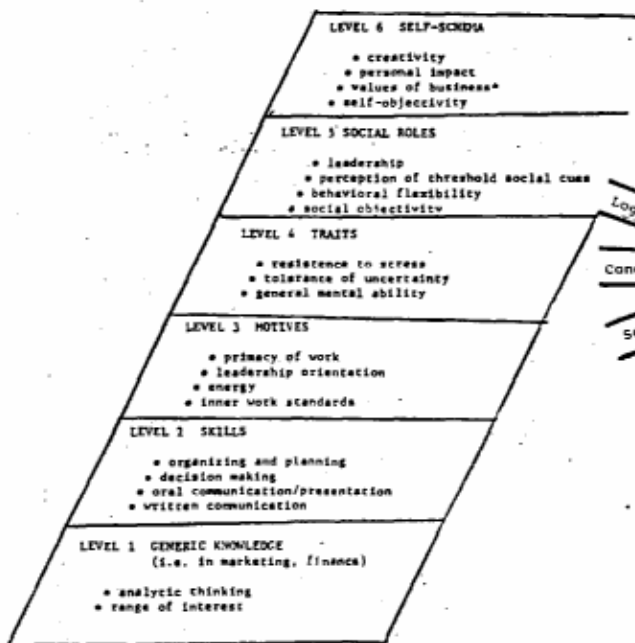 LEVEL 6 SELF-SCHEMA
• creativity
• personal impact
• values of business*
• self-objectivity
LEVEL 5 SOCIAL ROLES
• leadership
• perception of threshold social cues
• behavioral flexibility
• social objectivity
Log
LEVEL 4 TRAITS
• resistence to stress
• tolerance of uncertainty
• general mental ability
Conc
LEVEL 3 MOTIVES
• primacy of work
• leadership orientation
• energy
• inner work standards
LEVEL 2 SKILLS
• organizing and planning
• decision making
• oral communication/presentation
• written communication
LEVEL 1 GENERIC KNOWLEDGE
(i.e. in marketing, finance)
• analytic thinking
• range of interest